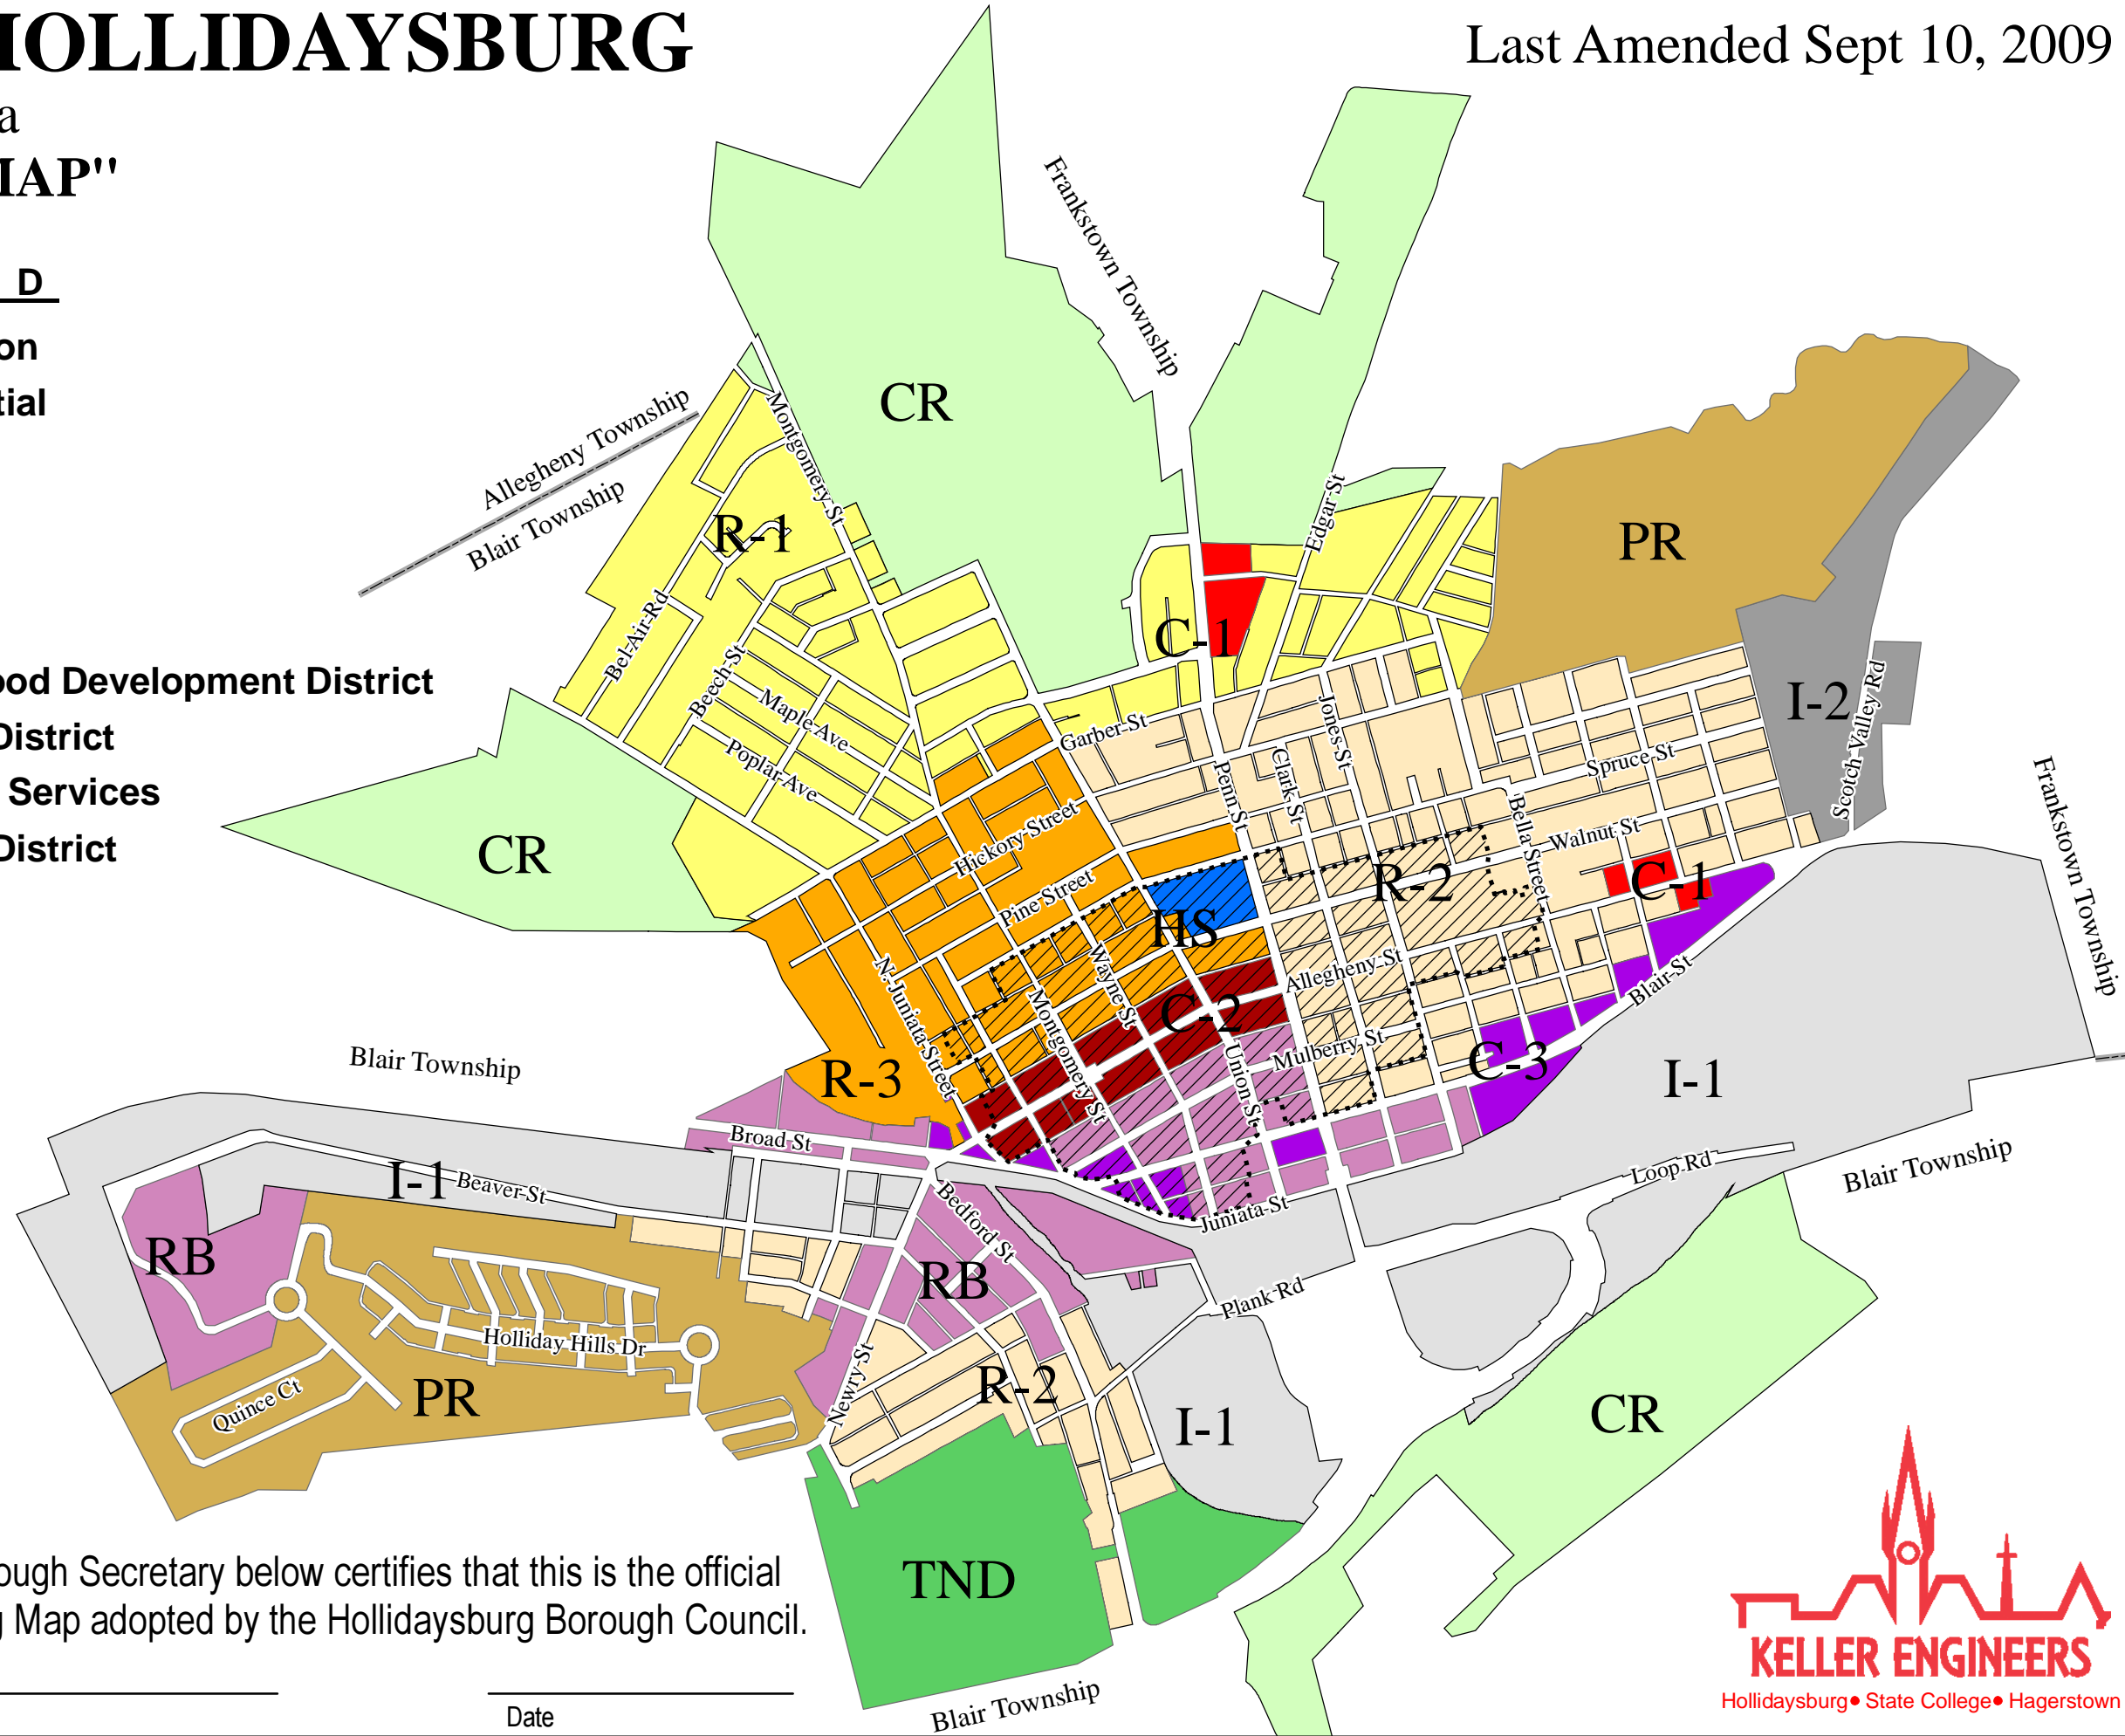 HOLLIDAYSBURG
Last Amended Sept 10, 2009
a
MAP"
D
on
tial
ood Development District
District
Services
District
Frankstown Township
CR
Allegheny Township
Blair Township
Montgomery St
R-1
Edgar St
PR
Bel-Air Rd
C-1
Beech St
Maple Ave
Poplar Ave
Garber St
Jones St
I-2
Scotch Valley Rd
Spruce St
Penn St
Clark St
Frankstown Township
CR
Hickory Street
Bella Street
Walnut St
Pine Street
R-2
C-1
HS
Wayne St
Allegheny St
N. Juniata Street
Montgomery St
C-2
Blair St
Blair Township
R-3
Union St
Mulberry St
C-3
I-1
Broad St
I-1
Beaver St
Bedford St
Juniata St
Loop Rd
Blair Township
RB
RB
Plank Rd
Holliday Hills Dr
Newry St
R-2
Quince Ct
PR
I-1
CR
TND
ough Secretary below certifies that this is the official
g Map adopted by the Hollidaysburg Borough Council.
Date
Blair Township
KELLER ENGINEERS
Hollidaysburg● State College● Hagerstown